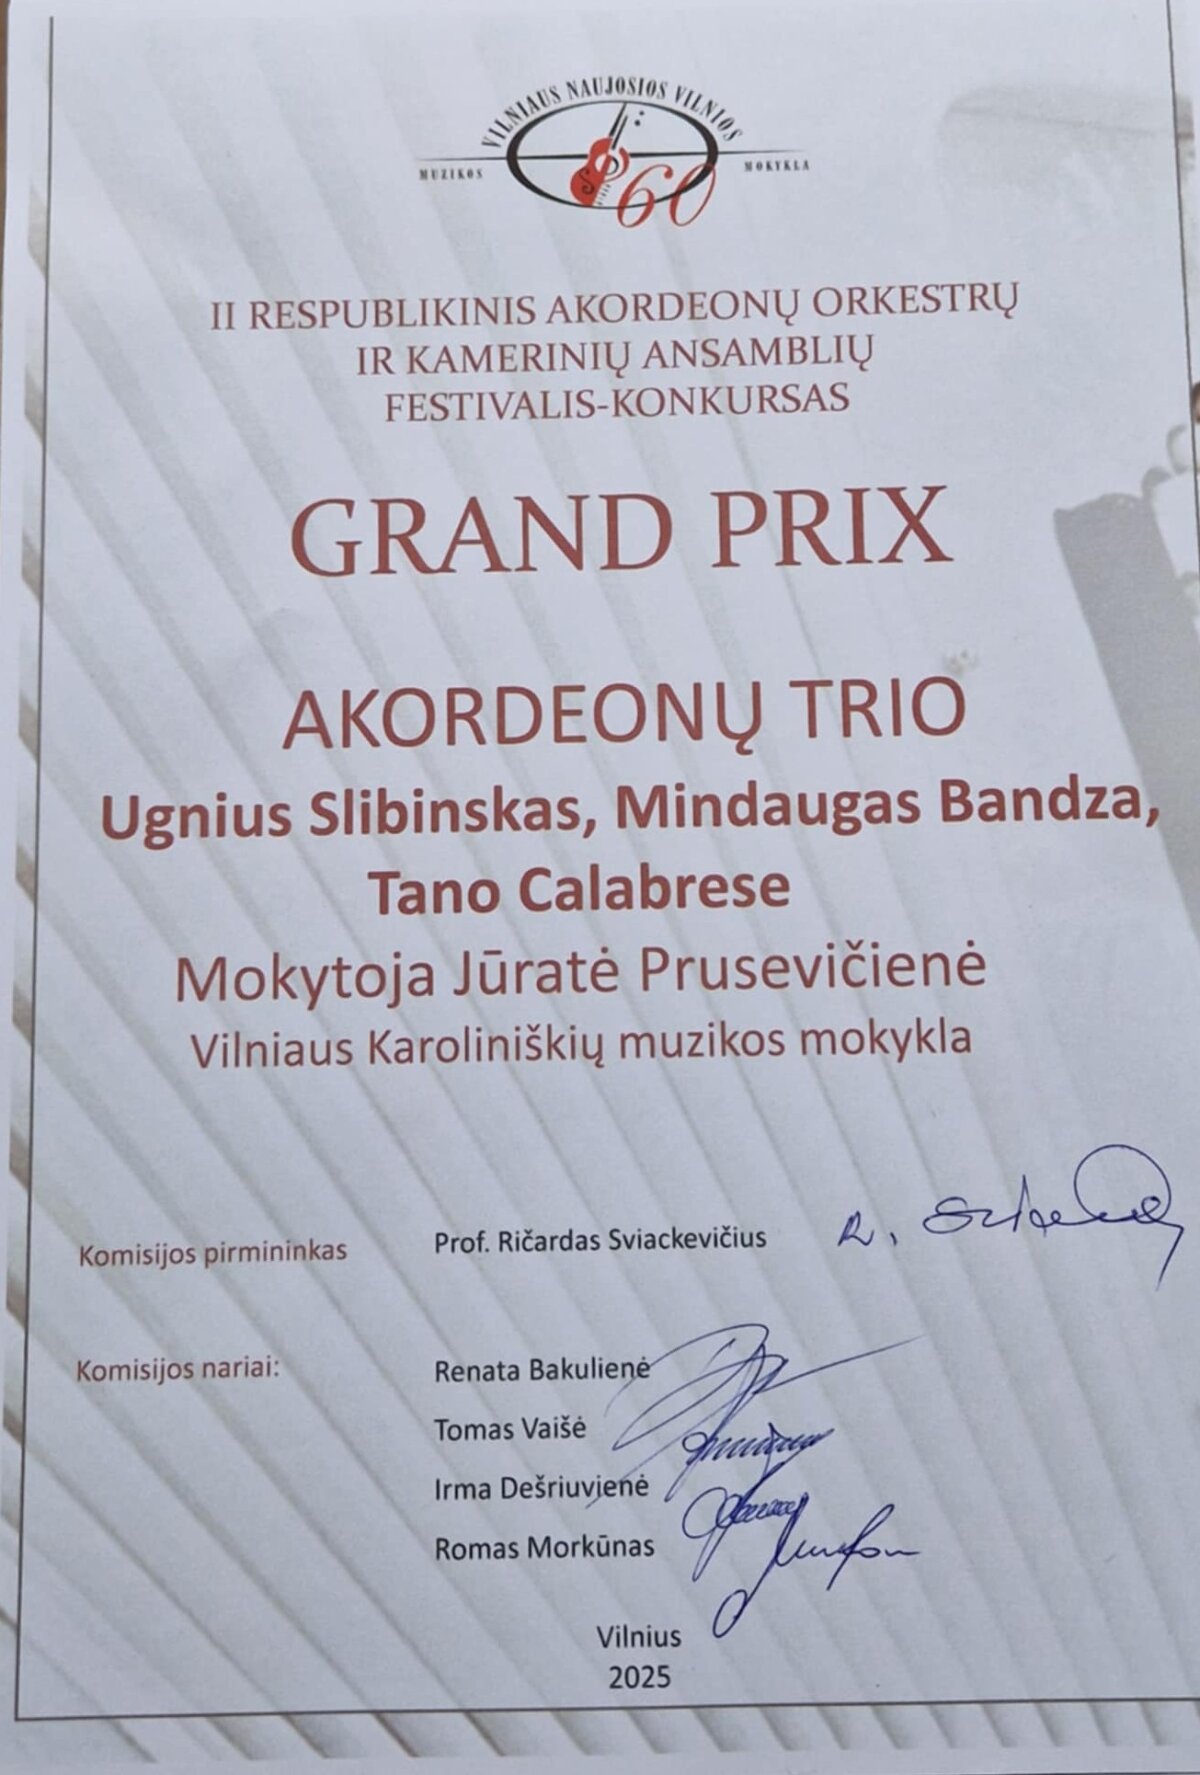 VILNIAUS NAUJOSIOS VILNIOS
MUZIKOS MOKYKLA
60
II RESPUBLIKINIS AKORDEONŲ ORKESTRŲ
IR KAMERINIŲ ANSAMBLIŲ
FESTIVALIS-KONKURSAS
GRAND PRIX
AKORDEONŲ TRIO
Ugnius Slibinskas, Mindaugas Bandza,
Tano Calabrese
Mokytoja Jūratė Prusevičienė
Vilniaus Karoliniškių muzikos mokykla
Komisijos pirmininkas Prof. Ričardas Sviackevičius
Komisijos nariai: Renata Bakulienė
Tomas Vaišė
Irma Dešriuvienė
Romas Morkūnas
Vilnius
2025